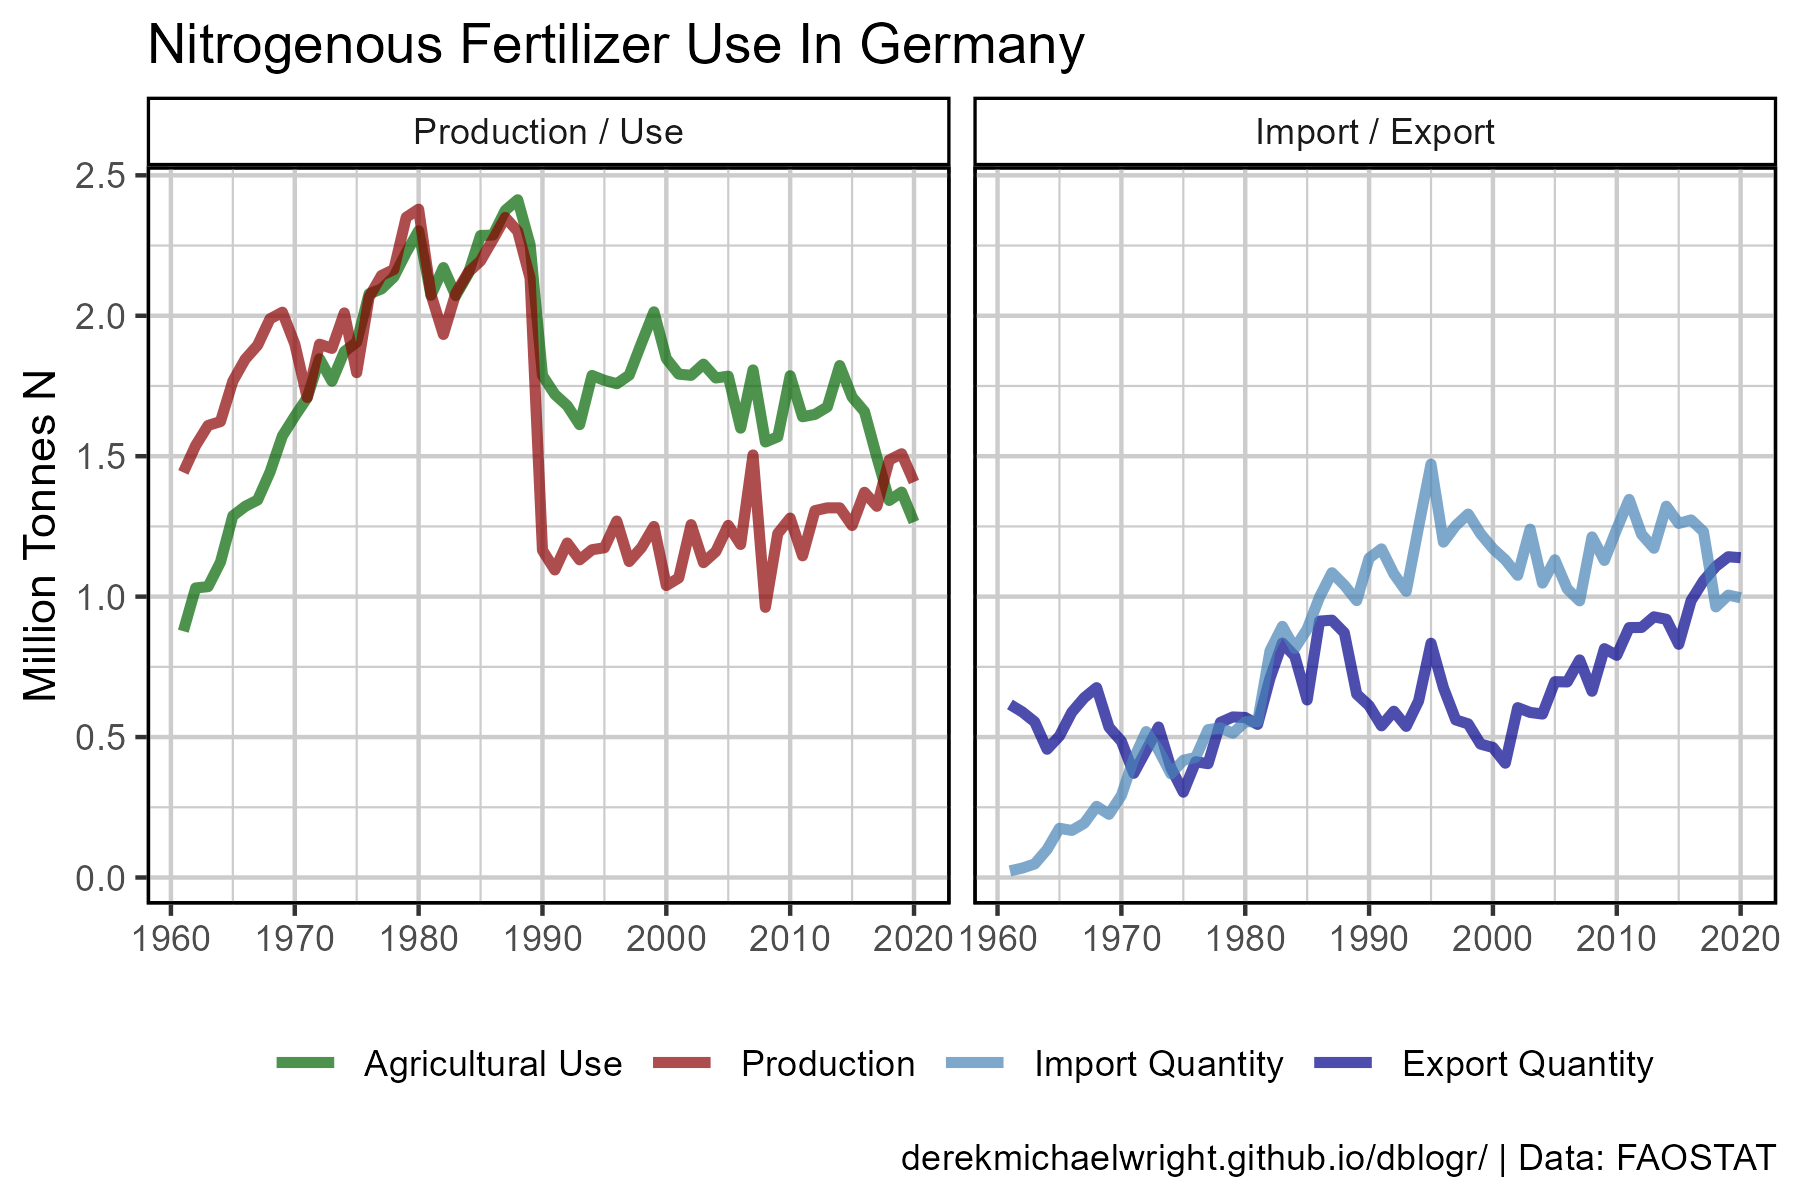 Nitrogenous Fertilizer Use In Germany
Production / Use
Import / Export
Million Tonnes N
2.5
2.0
1.5
1.0
0.5
0.0
1960 1970 1980 1990 2000 2010 2020
1960 1970 1980 1990 2000 2010 2020
Agricultural Use Production Import Quantity Export Quantity
derekmichaelwright.github.io/dblogr/ | Data: FAOSTAT